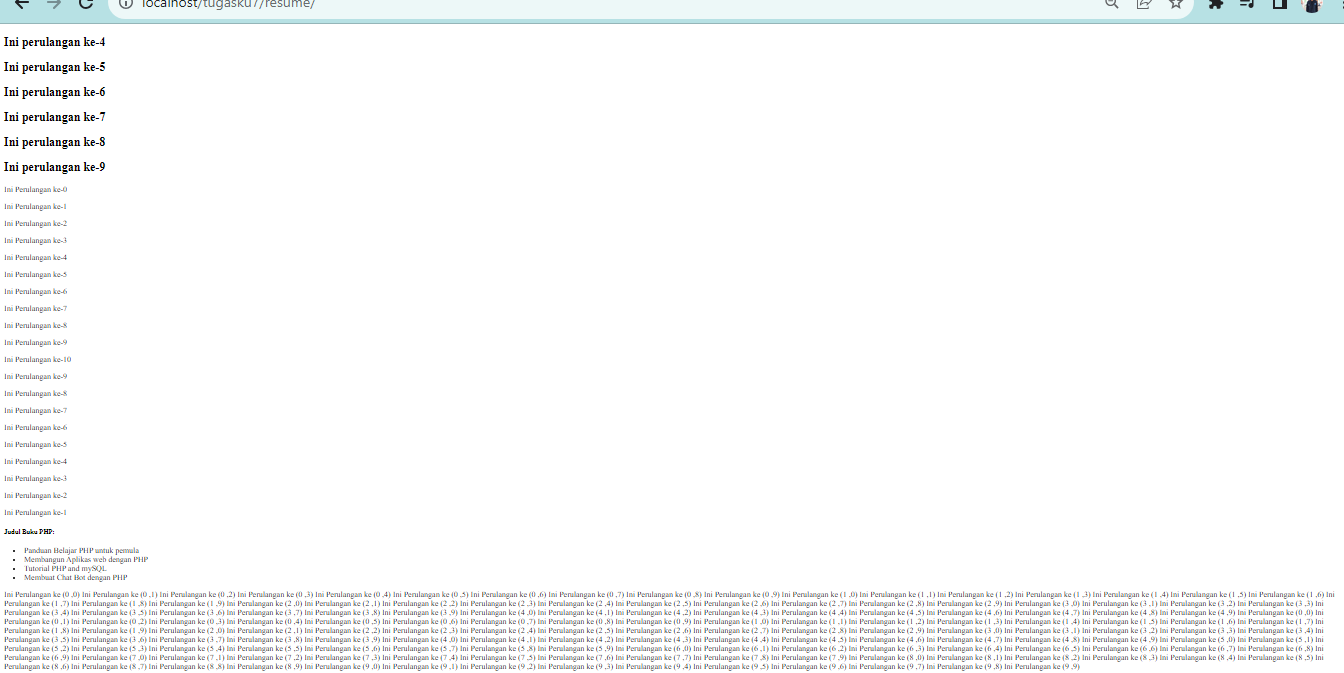 localhost/tugasku7/resume/
Ini perulangan ke-4
Ini perulangan ke-5
Ini perulangan ke-6
Ini perulangan ke-7
Ini perulangan ke-8
Ini perulangan ke-9
Ini Perulangan ke-0
Ini Perulangan ke-1
Ini Perulangan ke-2
Ini Perulangan ke-3
Ini Perulangan ke-4
Ini Perulangan ke-5
Ini Perulangan ke-6
Ini Perulangan ke-7
Ini Perulangan ke-8
Ini Perulangan ke-9
Ini Perulangan ke-10
Ini Perulangan ke-9
Ini Perulangan ke-8
Ini Perulangan ke-7
Ini Perulangan ke-6
Ini Perulangan ke-5
Ini Perulangan ke-4
Ini Perulangan ke-3
Ini Perulangan ke-2
Ini Perulangan ke-1
Judul Buku PHP:
• Panduan Belajar PHP untuk pemula
• Membangun Aplikas web dengan PHP
• Tutorial PHP and mySQL
• Membuat Chat Bot dengan PHP
Ini Perulangan ke (0 ,0) Ini Perulangan ke (0 ,1) Ini Perulangan ke (0 ,2) Ini Perulangan ke (0 ,3) Ini Perulangan ke (0 ,4) Ini Perulangan ke (0 ,5) Ini Perulangan ke (0 ,6) Ini Perulangan ke (0 ,7) Ini Perulangan ke (0 ,8) Ini Perulangan ke (0 ,9) Ini Perulangan ke (1 ,0) Ini Perulangan ke (1 ,1) Ini Perulangan ke (1 ,2) Ini Perulangan ke (1 ,3) Ini Perulangan ke (1 ,4) Ini Perulangan ke (1 ,5) Ini Perulangan ke (1 ,6) Ini
Perulangan ke (1 ,7) Ini Perulangan ke (1 ,8) Ini Perulangan ke (1 ,9) Ini Perulangan ke (2 ,0) Ini Perulangan ke (2 ,1) Ini Perulangan ke (2 ,2) Ini Perulangan ke (2 ,3) Ini Perulangan ke (2 ,4) Ini Perulangan ke (2 ,5) Ini Perulangan ke (2 ,6) Ini Perulangan ke (2 ,7) Ini Perulangan ke (2 ,8) Ini Perulangan ke (2 ,9) Ini Perulangan ke (3 ,0) Ini Perulangan ke (3 ,1) Ini Perulangan ke (3 ,2) Ini Perulangan ke (3 ,3) Ini
Perulangan ke (3 ,4) Ini Perulangan ke (3 ,5) Ini Perulangan ke (3 ,6) Ini Perulangan ke (3 ,7) Ini Perulangan ke (3 ,8) Ini Perulangan ke (3 ,9) Ini Perulangan ke (4 ,0) Ini Perulangan ke (4 ,1) Ini Perulangan ke (4 ,2) Ini Perulangan ke (4 ,3) Ini Perulangan ke (4 ,4) Ini Perulangan ke (4 ,5) Ini Perulangan ke (4 ,6) Ini Perulangan ke (4 ,7) Ini Perulangan ke (4 ,8) Ini Perulangan ke (4 ,9) Ini Perulangan ke (0 ,0) Ini
Perulangan ke (0 ,1) Ini Perulangan ke (0 ,2) Ini Perulangan ke (0 ,3) Ini Perulangan ke (0 ,4) Ini Perulangan ke (0 ,5) Ini Perulangan ke (0 ,6) Ini Perulangan ke (0 ,7) Ini Perulangan ke (0 ,8) Ini Perulangan ke (0 ,9) Ini Perulangan ke (1 ,0) Ini Perulangan ke (1 ,1) Ini Perulangan ke (1 ,2) Ini Perulangan ke (1 ,3) Ini Perulangan ke (1 ,4) Ini Perulangan ke (1 ,5) Ini Perulangan ke (1 ,6) Ini Perulangan ke (1 ,7) Ini
Perulangan ke (1 ,8) Ini Perulangan ke (1 ,9) Ini Perulangan ke (2 ,0) Ini Perulangan ke (2 ,1) Ini Perulangan ke (2 ,2) Ini Perulangan ke (2 ,3) Ini Perulangan ke (2 ,4) Ini Perulangan ke (2 ,5) Ini Perulangan ke (2 ,6) Ini Perulangan ke (2 ,7) Ini Perulangan ke (2 ,8) Ini Perulangan ke (2 ,9) Ini Perulangan ke (3 ,0) Ini Perulangan ke (3 ,1) Ini Perulangan ke (3 ,2) Ini Perulangan ke (3 ,3) Ini Perulangan ke (3 ,4) Ini
Perulangan ke (3 ,5) Ini Perulangan ke (3 ,6) Ini Perulangan ke (3 ,7) Ini Perulangan ke (3 ,8) Ini Perulangan ke (3 ,9) Ini Perulangan ke (4 ,0) Ini Perulangan ke (4 ,1) Ini Perulangan ke (4 ,2) Ini Perulangan ke (4 ,3) Ini Perulangan ke (4 ,4) Ini Perulangan ke (4 ,5) Ini Perulangan ke (4 ,6) Ini Perulangan ke (4 ,7) Ini Perulangan ke (4 ,8) Ini Perulangan ke (4 ,9) Ini Perulangan ke (5 ,0) Ini Perulangan ke (5 ,1) Ini
Perulangan ke (5 ,2) Ini Perulangan ke (5 ,3) Ini Perulangan ke (5 ,4) Ini Perulangan ke (5 ,5) Ini Perulangan ke (5 ,6) Ini Perulangan ke (5 ,7) Ini Perulangan ke (5 ,8) Ini Perulangan ke (5 ,9) Ini Perulangan ke (6 ,0) Ini Perulangan ke (6 ,1) Ini Perulangan ke (6 ,2) Ini Perulangan ke (6 ,3) Ini Perulangan ke (6 ,4) Ini Perulangan ke (6 ,5) Ini Perulangan ke (6 ,6) Ini Perulangan ke (6 ,7) Ini Perulangan ke (6 ,8) Ini
Perulangan ke (6 ,9) Ini Perulangan ke (7 ,0) Ini Perulangan ke (7 ,1) Ini Perulangan ke (7 ,2) Ini Perulangan ke (7 ,3) Ini Perulangan ke (7 ,4) Ini Perulangan ke (7 ,5) Ini Perulangan ke (7 ,6) Ini Perulangan ke (7 ,7) Ini Perulangan ke (7 ,8) Ini Perulangan ke (7 ,9) Ini Perulangan ke (8 ,0) Ini Perulangan ke (8 ,1) Ini Perulangan ke (8 ,2) Ini Perulangan ke (8 ,3) Ini Perulangan ke (8 ,4) Ini Perulangan ke (8 ,5) Ini
Perulangan ke (8 ,6) Ini Perulangan ke (8 ,7) Ini Perulangan ke (8 ,8) Ini Perulangan ke (8 ,9) Ini Perulangan ke (9 ,0) Ini Perulangan ke (9 ,1) Ini Perulangan ke (9 ,2) Ini Perulangan ke (9 ,3) Ini Perulangan ke (9 ,4) Ini Perulangan ke (9 ,5) Ini Perulangan ke (9 ,6) Ini Perulangan ke (9 ,7) Ini Perulangan ke (9 ,8) Ini Perulangan ke (9 ,9)